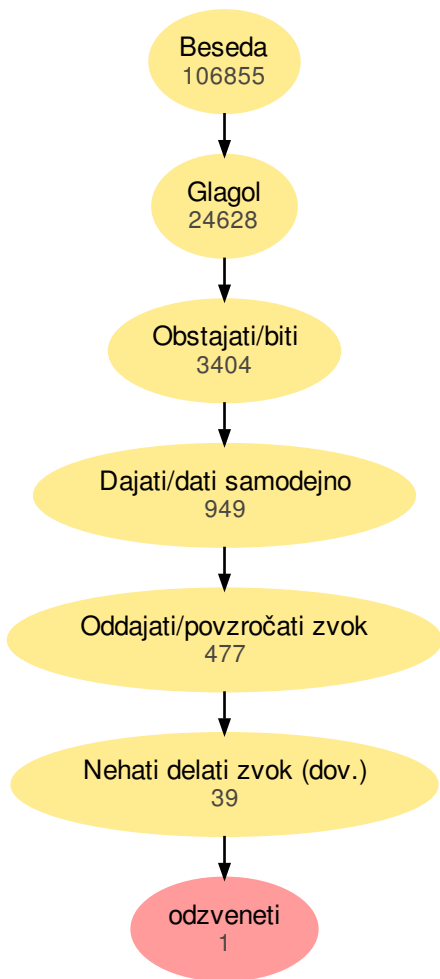 Beseda
106855
Glagol
24628
Obstajati/biti
3404
Dajati/dati samodejno
949
Oddajati/povzročati zvok
477
Nehati delati zvok (dov.)
39
odzveneti
1